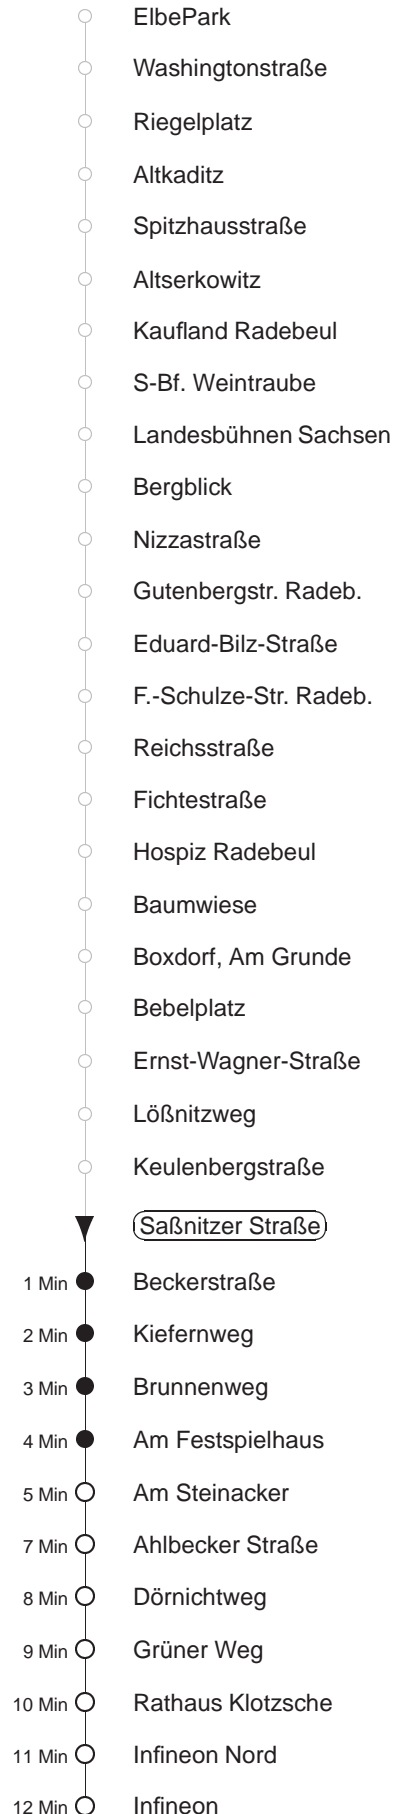 ElbePark
Washingtonstraße
Riegelplatz
Altkaditz
Spitzhausstraße
Altserkowitz
Kaufland Radebeul
S-Bf. Weintraube
Landesbühnen Sachsen
Bergblick
Nizzastraße
Gutenbergstr. Radeb.
Eduard-Bilz-Straße
F.-Schulze-Str. Radeb.
Reichsstraße
Fichtestraße
Hospiz Radebeul
Baumwiese
Boxdorf, Am Grunde
Bebelplatz
Ernst-Wagner-Straße
Lößnitzweg
Keulenbergstraße
Saßnitzer Straße
1 Min Beckerstraße
2 Min Kiefernweg
3 Min Brunnenweg
4 Min Am Festspielhaus
5 Min Am Steinacker
7 Min Ahlbecker Straße
8 Min Dörnichtweg
9 Min Grüner Weg
10 Min Rathaus Klotzsche
11 Min Infineon Nord
12 Min Infineon